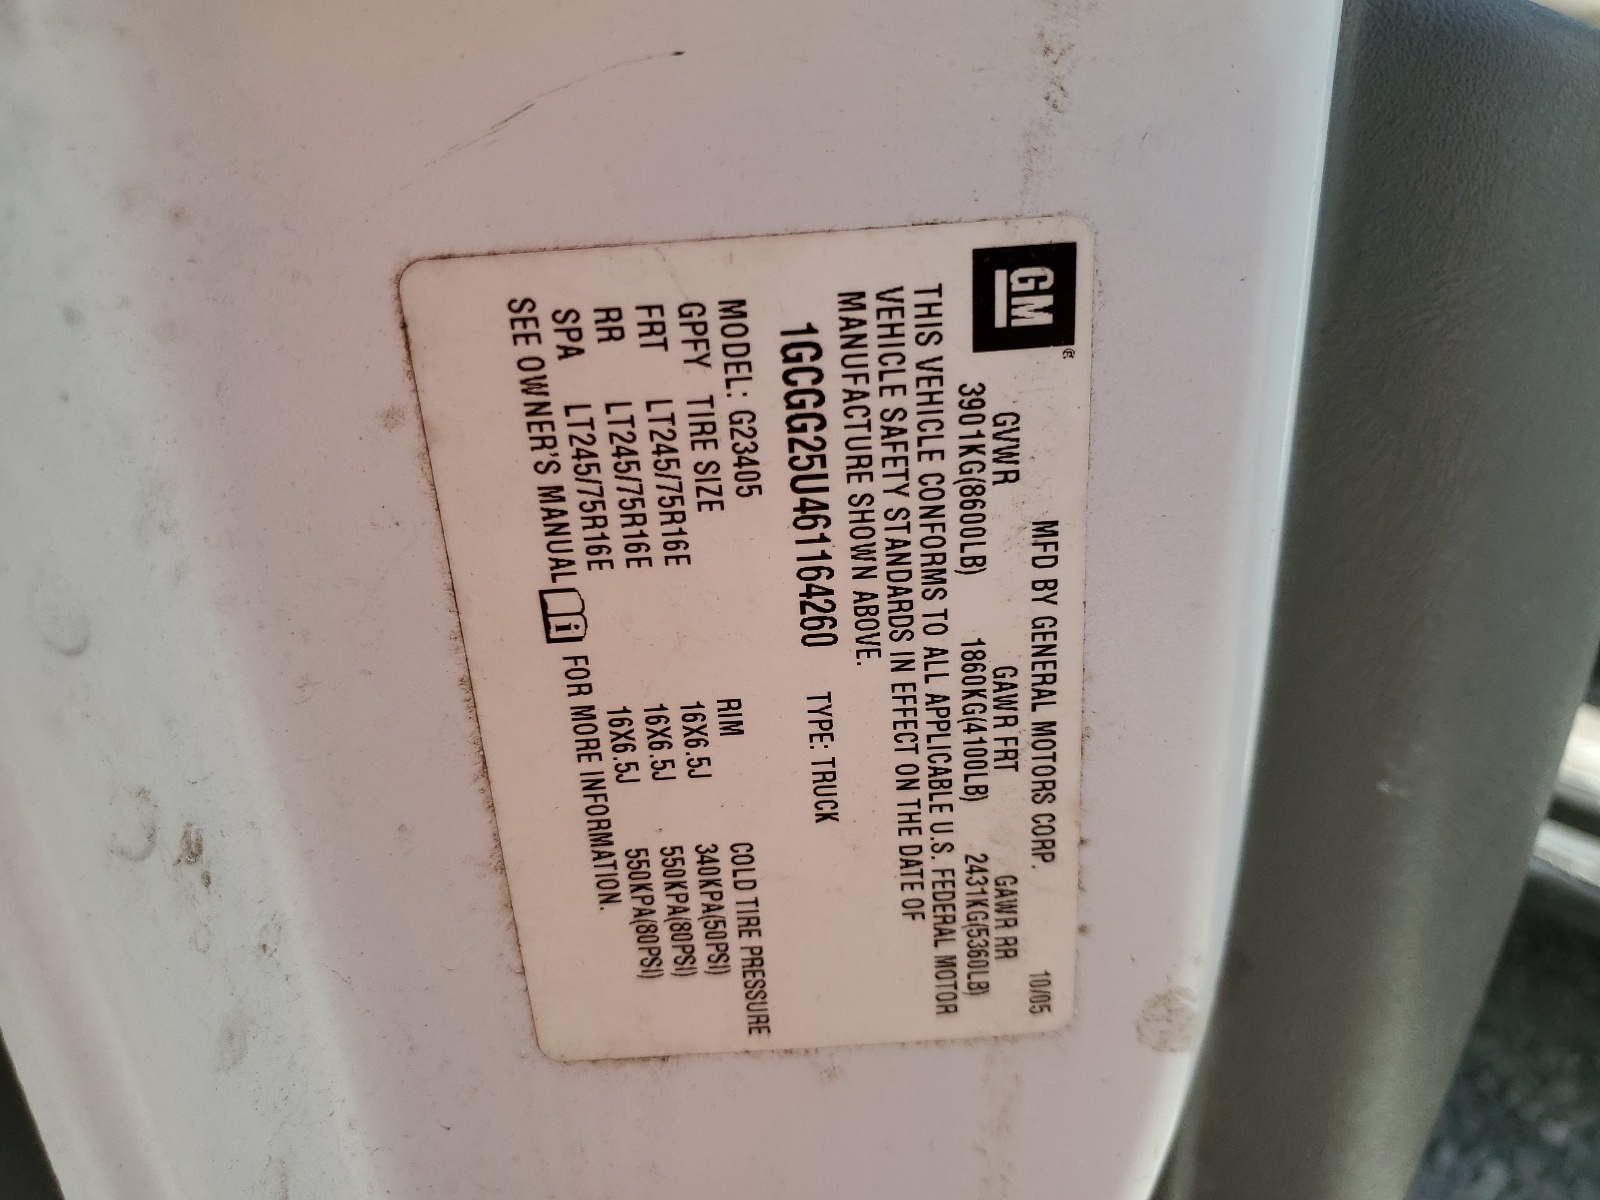 GM®
MFD BY GENERAL MOTORS CORP. 10/05
GVWR GAWR FRT GAWR RR
3901KG(8600LB) 1860KG(4100LB) 2431KG(5360LB)
THIS VEHICLE CONFORMS TO ALL APPLICABLE U.S. FEDERAL MOTOR
VEHICLE SAFETY STANDARDS IN EFFECT ON THE DATE OF
MANUFACTURE SHOWN ABOVE.
1GCGG25U461164260 TYPE: TRUCK
MODEL: G23405
GPFY TIRE SIZE RIM COLD TIRE PRESSURE
FRT LT245/75R16E 16X6.5J 340KPA(50PSI)
RR LT245/75R16E 16X6.5J 550KPA(80PSI)
SPA LT245/75R16E 16X6.5J 550KPA(80PSI)
SEE OWNER'S MANUAL i FOR MORE INFORMATION.